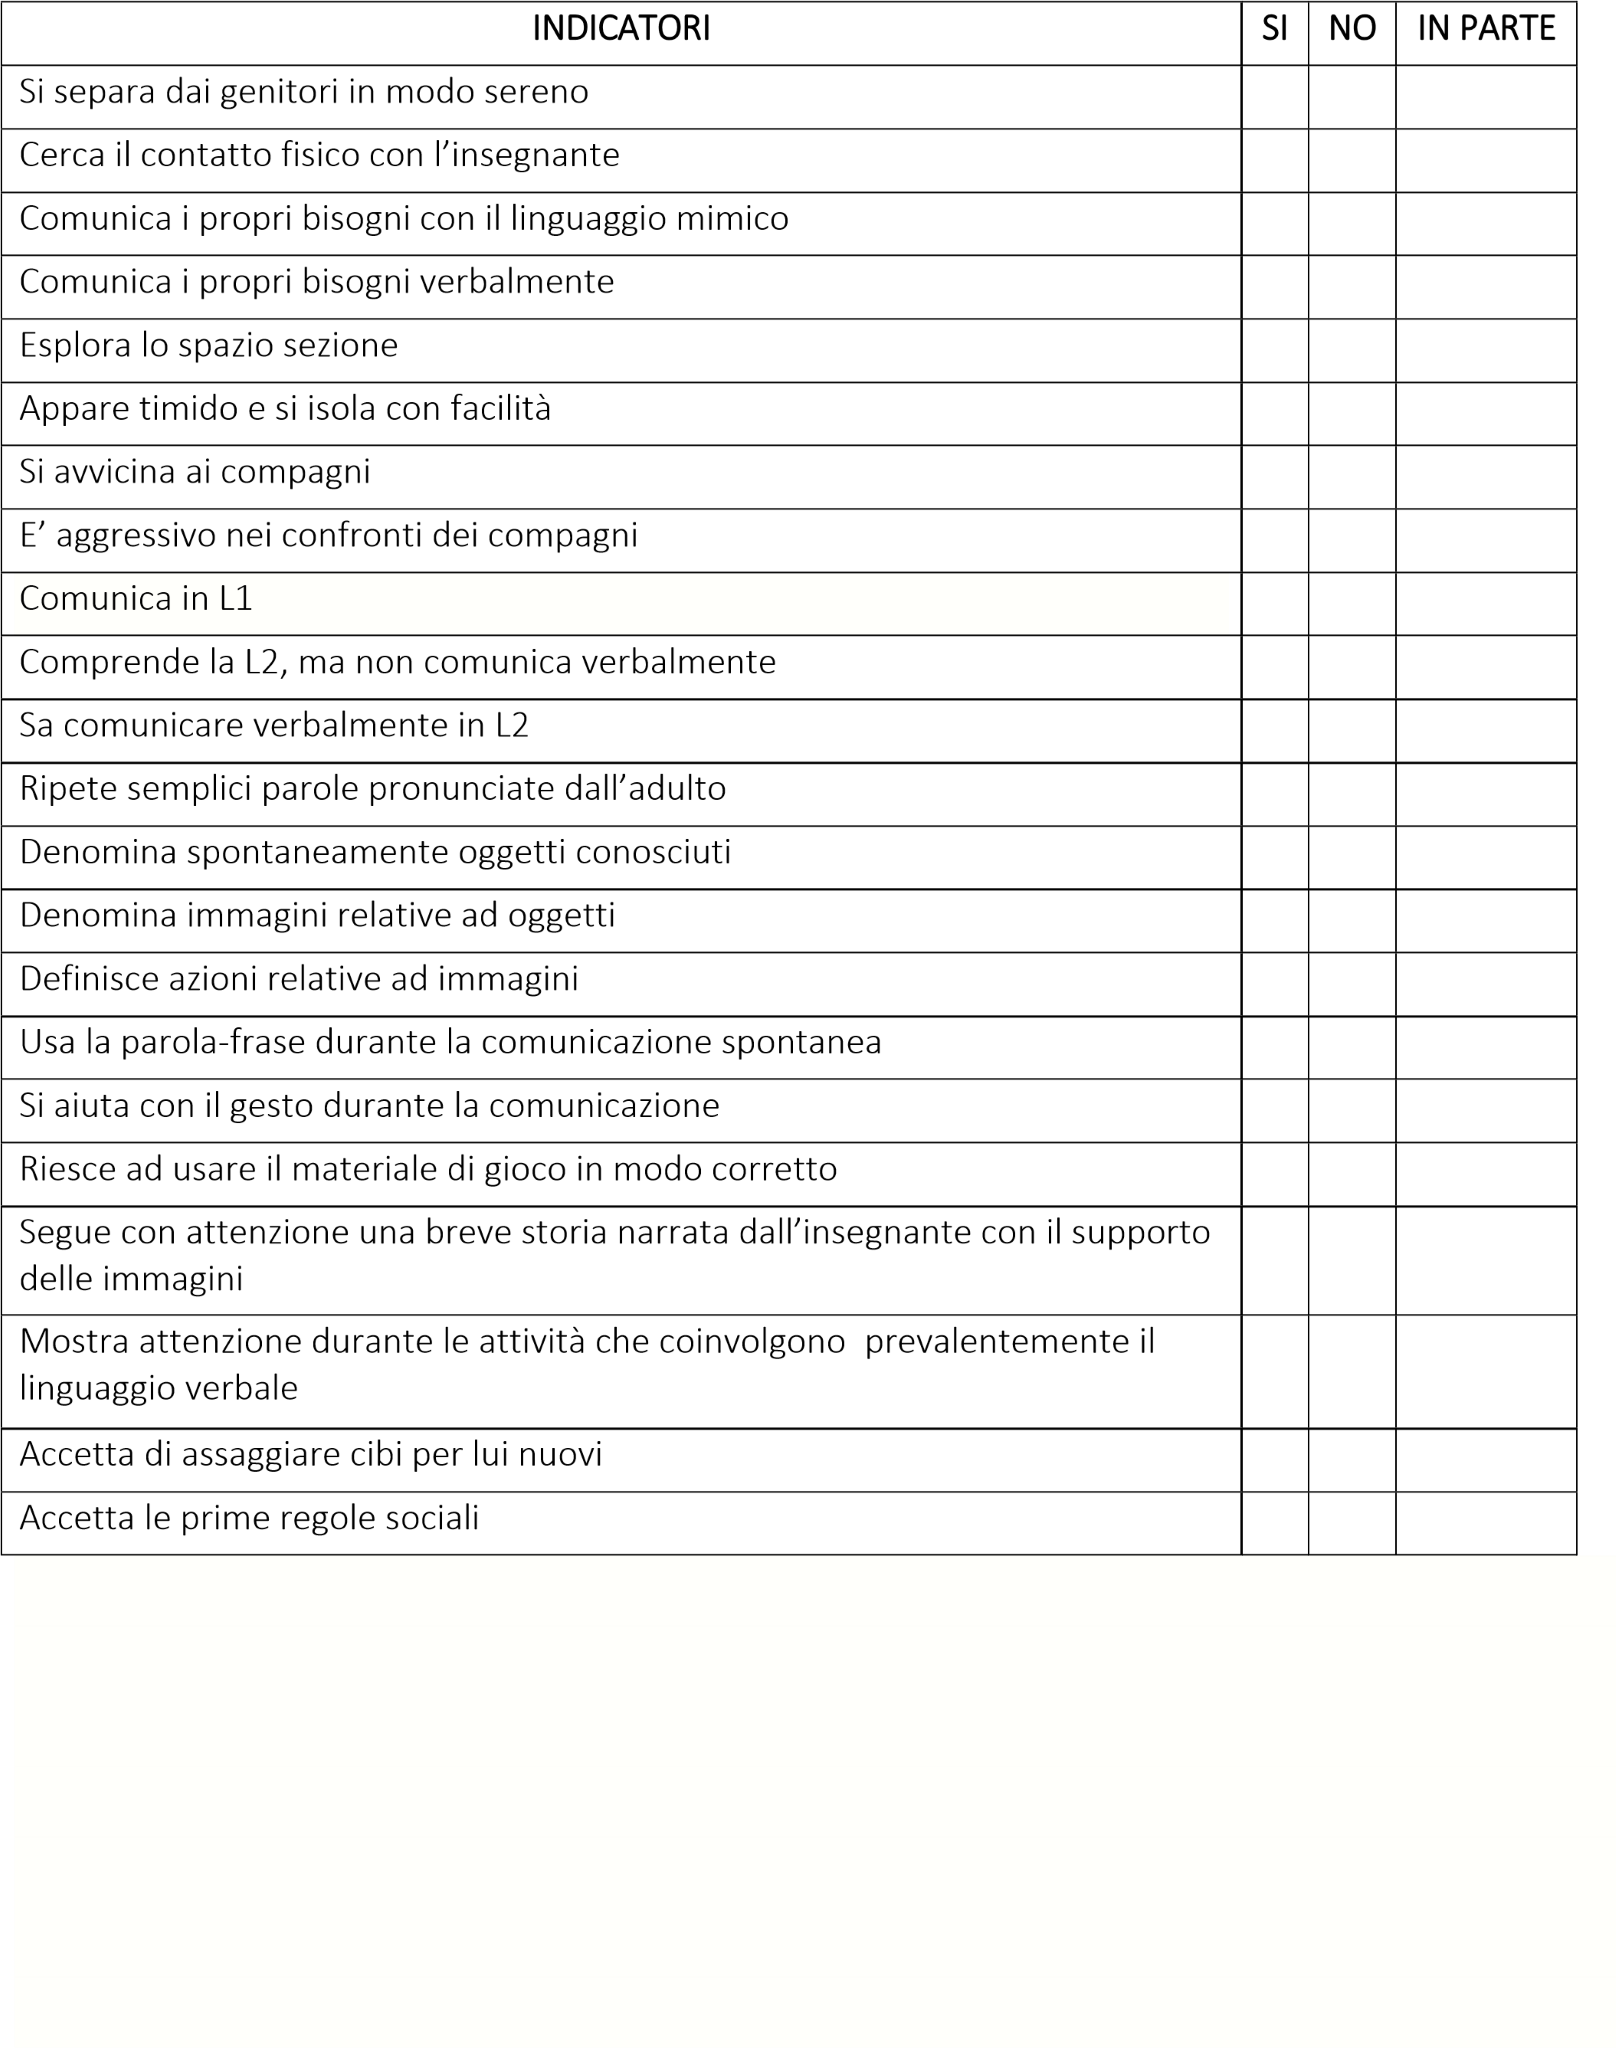 INDICATORI SI NO IN PARTE
Si separa dai genitori in modo sereno
Cerca il contatto fisico con l’insegnante
Comunica i propri bisogni con il linguaggio mimico
Comunica i propri bisogni verbalmente
Esplora lo spazio sezione
Appare timido e si isola con facilità
Si avvicina ai compagni
E’ aggressivo nei confronti dei compagni
Comunica in L1
Comprende la L2, ma non comunica verbalmente
Sa comunicare verbalmente in L2
Ripete semplici parole pronunciate dall’adulto
Denomina spontaneamente oggetti conosciuti
Denomina immagini relative ad oggetti
Definisce azioni relative ad immagini
Usa la parola-frase durante la comunicazione spontanea
Si aiuta con il gesto durante la comunicazione
Riesce ad usare il materiale di gioco in modo corretto
Segue con attenzione una breve storia narrata dall’insegnante con il supporto
delle immagini
Mostra attenzione durante le attività che coinvolgono  prevalentemente il
linguaggio verbale
Accetta di assaggiare cibi per lui nuovi
Accetta le prime regole sociali